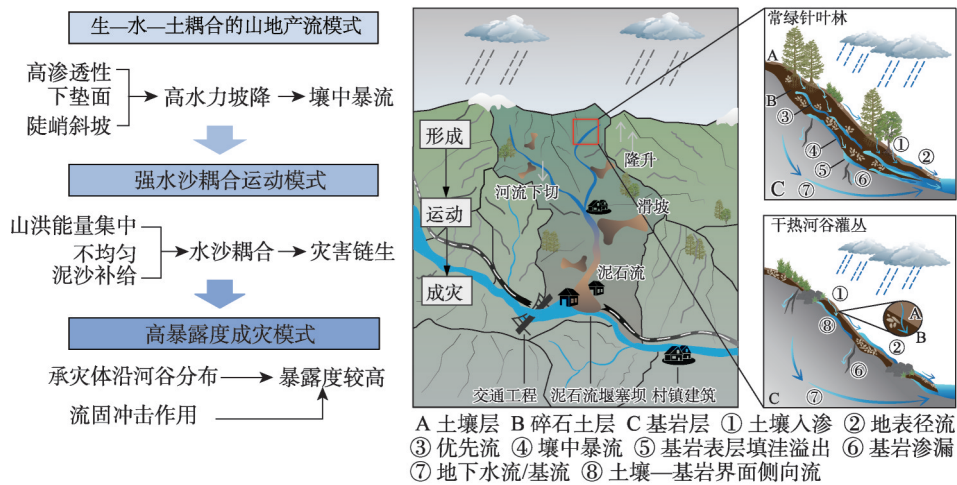 生—水—土耦合的山地产流模式
高渗透性
下垫面
陡峭斜坡
高水力坡降
壤中暴流
强水沙耦合运动模式
山洪能量集中
不均匀
泥沙补给
水沙耦合
灾害链生
高暴露度成灾模式
承灾体沿河谷分布
暴露度较高
流固冲击作用
形成
运动
成灾
河流下切
隆升
滑坡
泥石流
交通工程
泥石流堰塞坝
村镇建筑
常绿针叶林
A
B
③
④
⑤
⑥
①
②
C
⑦
干热河谷灌丛
①
⑧
A
B
②
⑥
⑦
C
A 土壤层 B 碎石土层 C 基岩层 ① 土壤入渗 ② 地表径流
③ 优先流 ④ 壤中暴流 ⑤ 基岩表层填洼溢出 ⑥ 基岩渗漏
⑦ 地下水流/基流 ⑧ 土壤—基岩界面侧向流